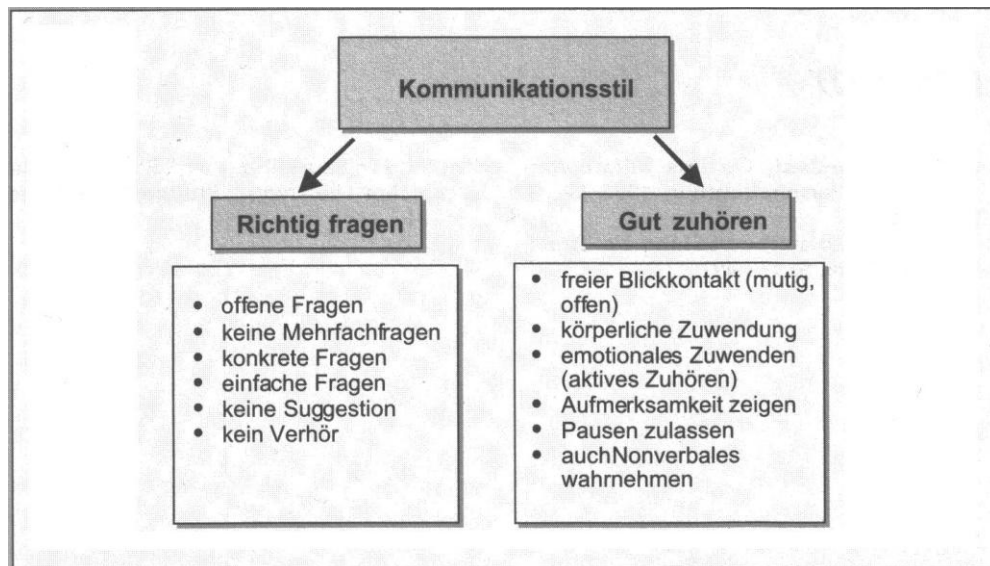 Kommunikationsstil
Richtig fragen
• offene Fragen
• keine Mehrfachfragen
• konkrete Fragen
• einfache Fragen
• keine Suggestion
• kein Verhör
Gut zuhören
• freier Blickkontakt (mutig,
offen)
• körperliche Zuwendung
• emotionales Zuwenden
(aktives Zuhören)
• Aufmerksamkeit zeigen
• Pausen zulassen
• auchNonverbales
wahrnehmen